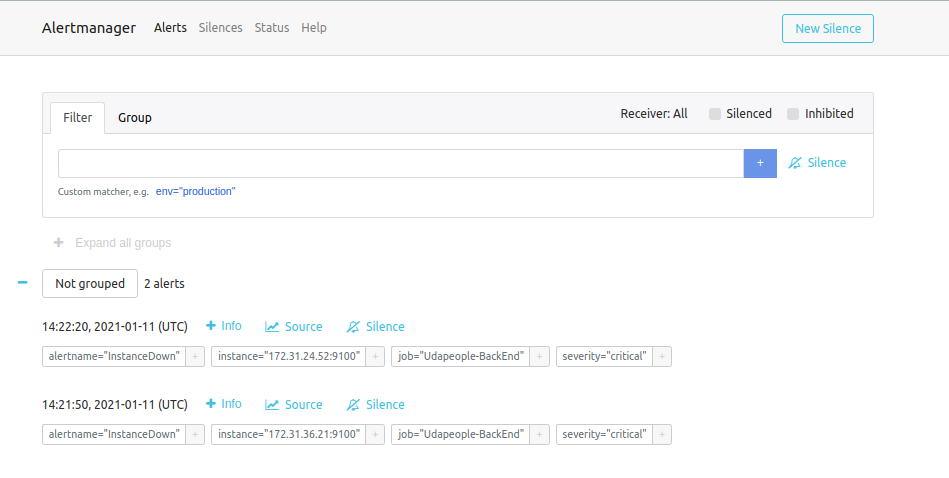 Alertmanager Alerts Silences Status Help New Silence
Filter Group Receiver: All Silenced Inhibited
+ Silence
Custom matcher, e.g. env="production"
+ Expand all groups
− Not grouped 2 alerts
14:22:20, 2021-01-11 (UTC) + Info Source Silence
alertname="InstanceDown" + instance="172.31.24.52:9100" + job="Udapeople-BackEnd" + severity="critical" +
14:21:50, 2021-01-11 (UTC) + Info Source Silence
alertname="InstanceDown" + instance="172.31.36.21:9100" + job="Udapeople-BackEnd" + severity="critical" +